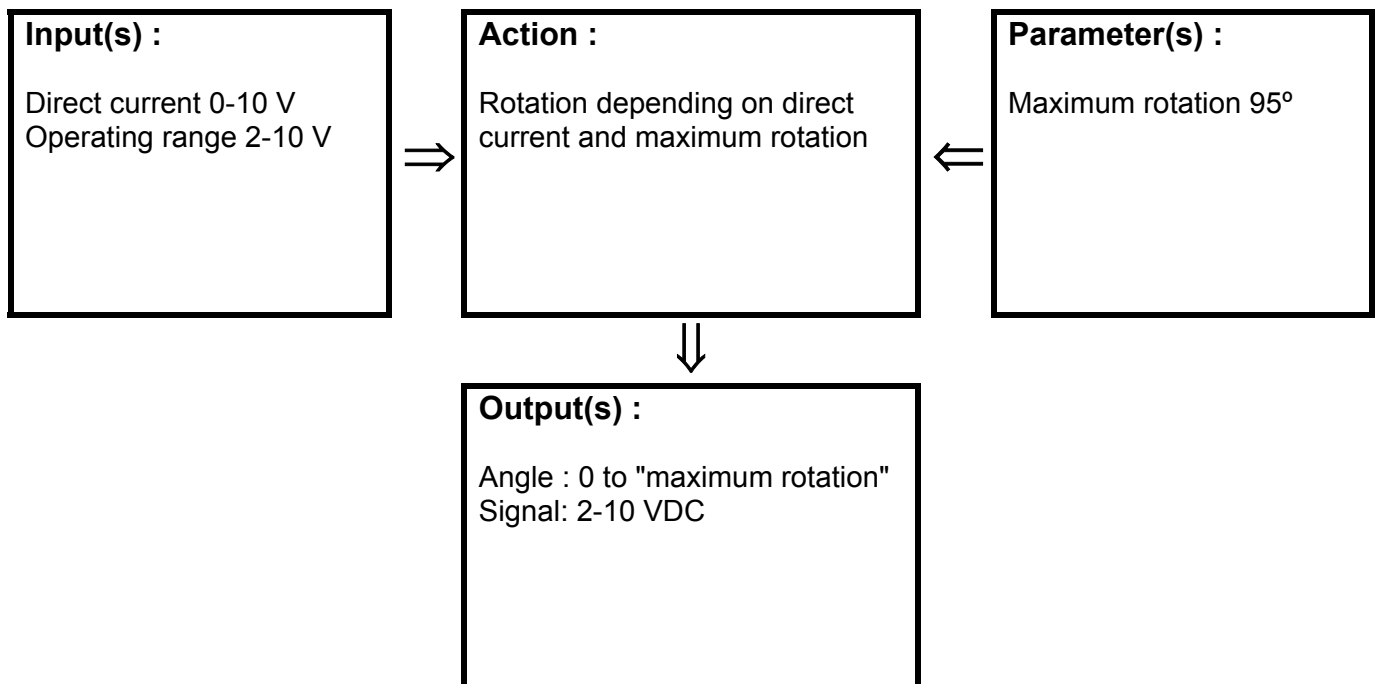 Input(s) :
Direct current 0-10 V
Operating range 2-10 V
⇒
Action :
Rotation depending on direct
current and maximum rotation
⇐
Parameter(s) :
Maximum rotation 95º
⇓
Output(s) :
Angle : 0 to "maximum rotation"
Signal: 2-10 VDC